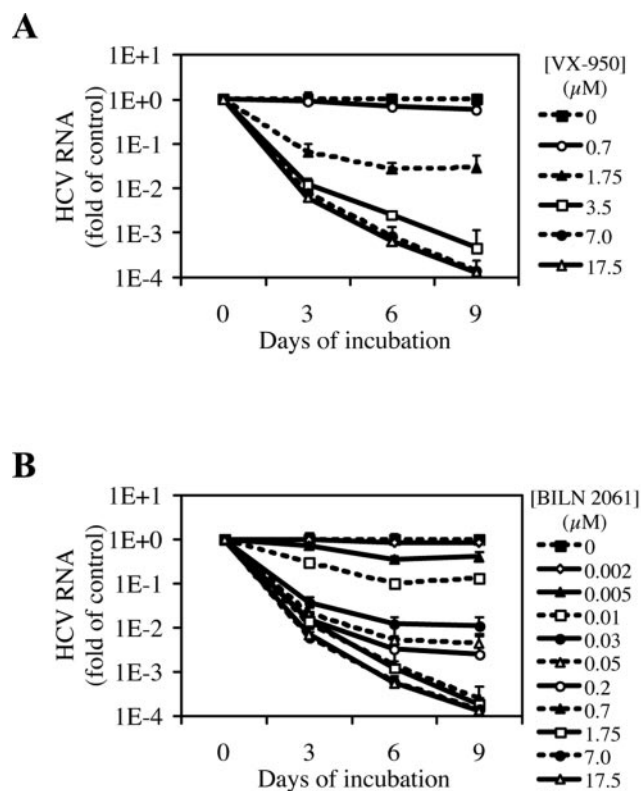 A
1E+1
1E+0
1E-1
1E-2
1E-3
1E-4
HCV RNA
(fold of control)
0 3 6 9
Days of incubation
[VX-950]
(µM)
0
0.7
1.75
3.5
7.0
17.5
B
1E+1
1E+0
1E-1
1E-2
1E-3
1E-4
HCV RNA
(fold of control)
0 3 6 9
Days of incubation
[BILN 2061]
(µM)
0
0.002
0.005
0.01
0.03
0.05
0.2
0.7
1.75
7.0
17.5